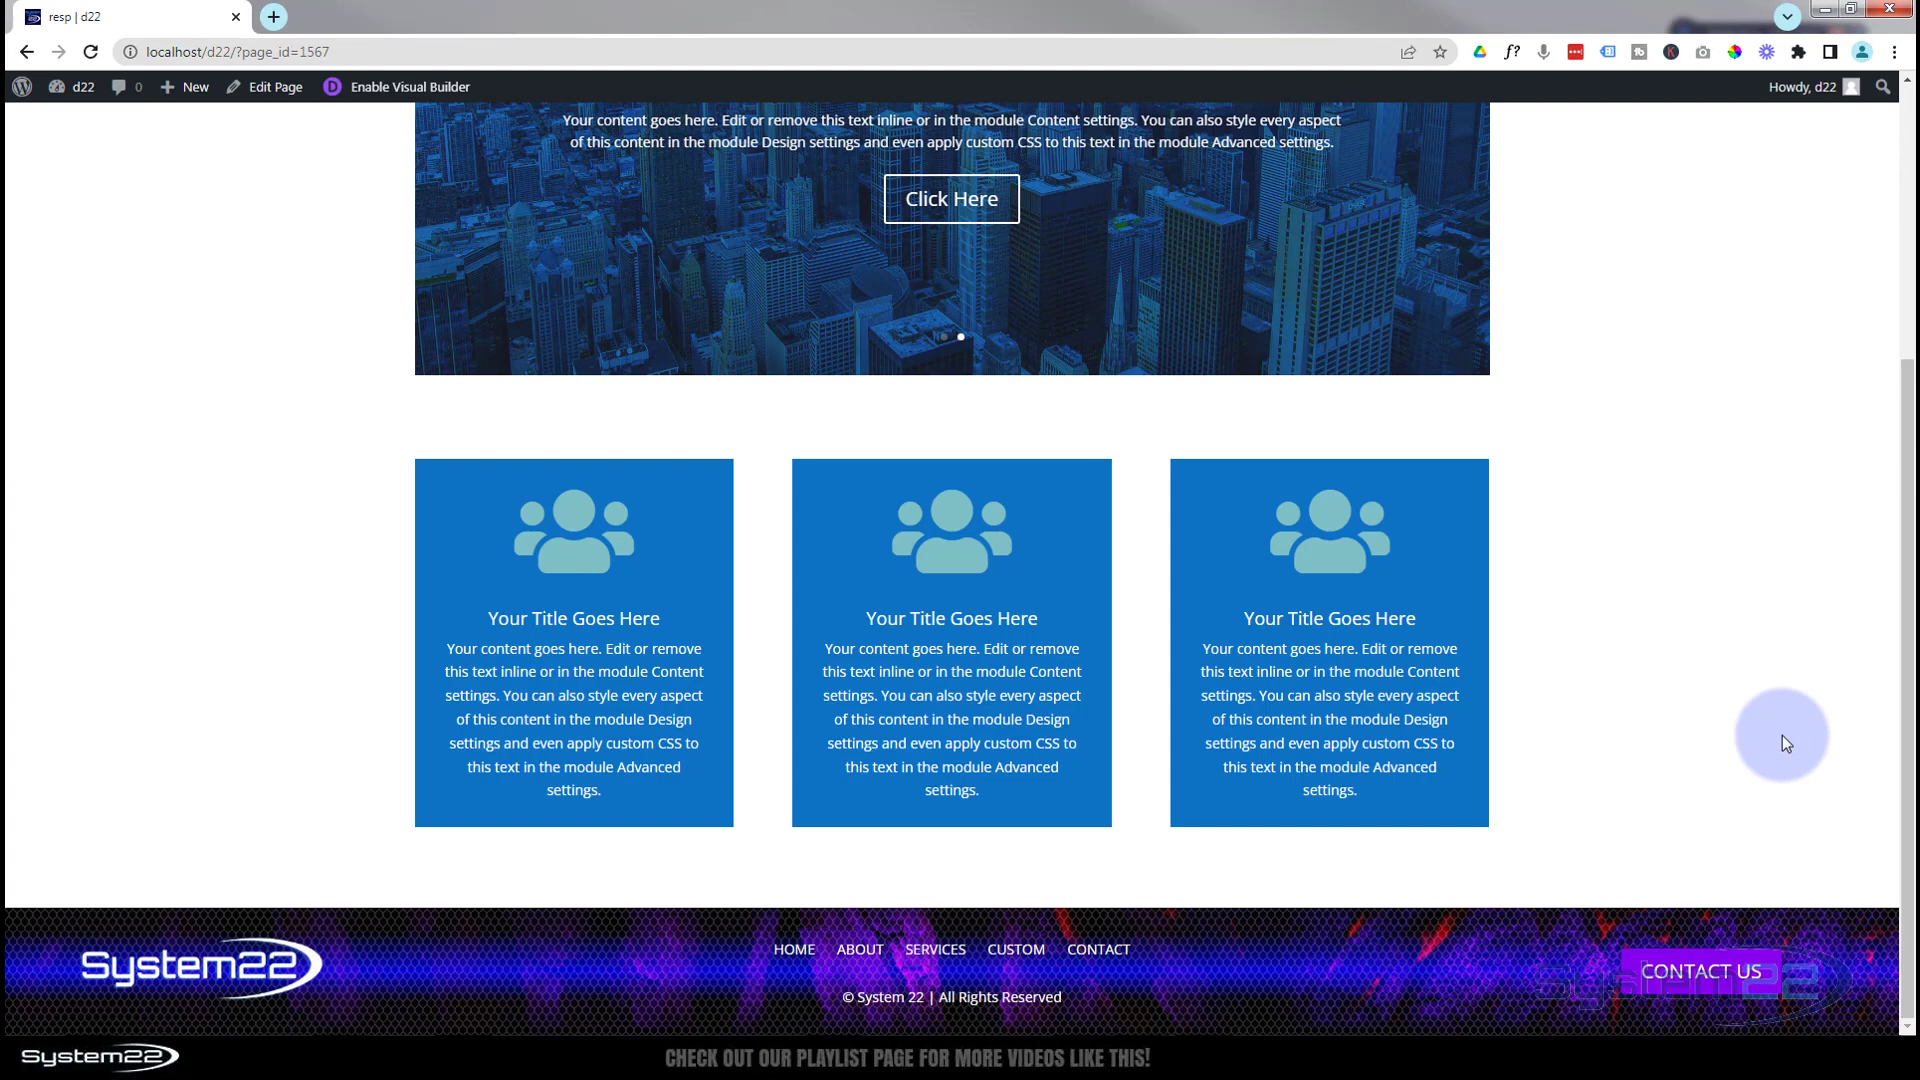 resp | d22
localhost/d22/?page_id=1567
d22 0 New Edit Page Enable Visual Builder Howdy, d22
Your content goes here. Edit or remove this text inline or in the module Content settings. You can also style every aspect
of this content in the module Design settings and even apply custom CSS to this text in the module Advanced settings.
Click Here
Your Title Goes Here
Your content goes here. Edit or remove
this text inline or in the module Content
settings. You can also style every aspect
of this content in the module Design
settings and even apply custom CSS to
this text in the module Advanced
settings.
Your Title Goes Here
Your content goes here. Edit or remove
this text inline or in the module Content
settings. You can also style every aspect
of this content in the module Design
settings and even apply custom CSS to
this text in the module Advanced
settings.
Your Title Goes Here
Your content goes here. Edit or remove
this text inline or in the module Content
settings. You can also style every aspect
of this content in the module Design
settings and even apply custom CSS to
this text in the module Advanced
settings.
System22
HOME ABOUT SERVICES CUSTOM CONTACT
© System 22 | All Rights Reserved
CONTACT US
system22
System22
CHECK OUT OUR PLAYLIST PAGE FOR MORE VIDEOS LIKE THIS!